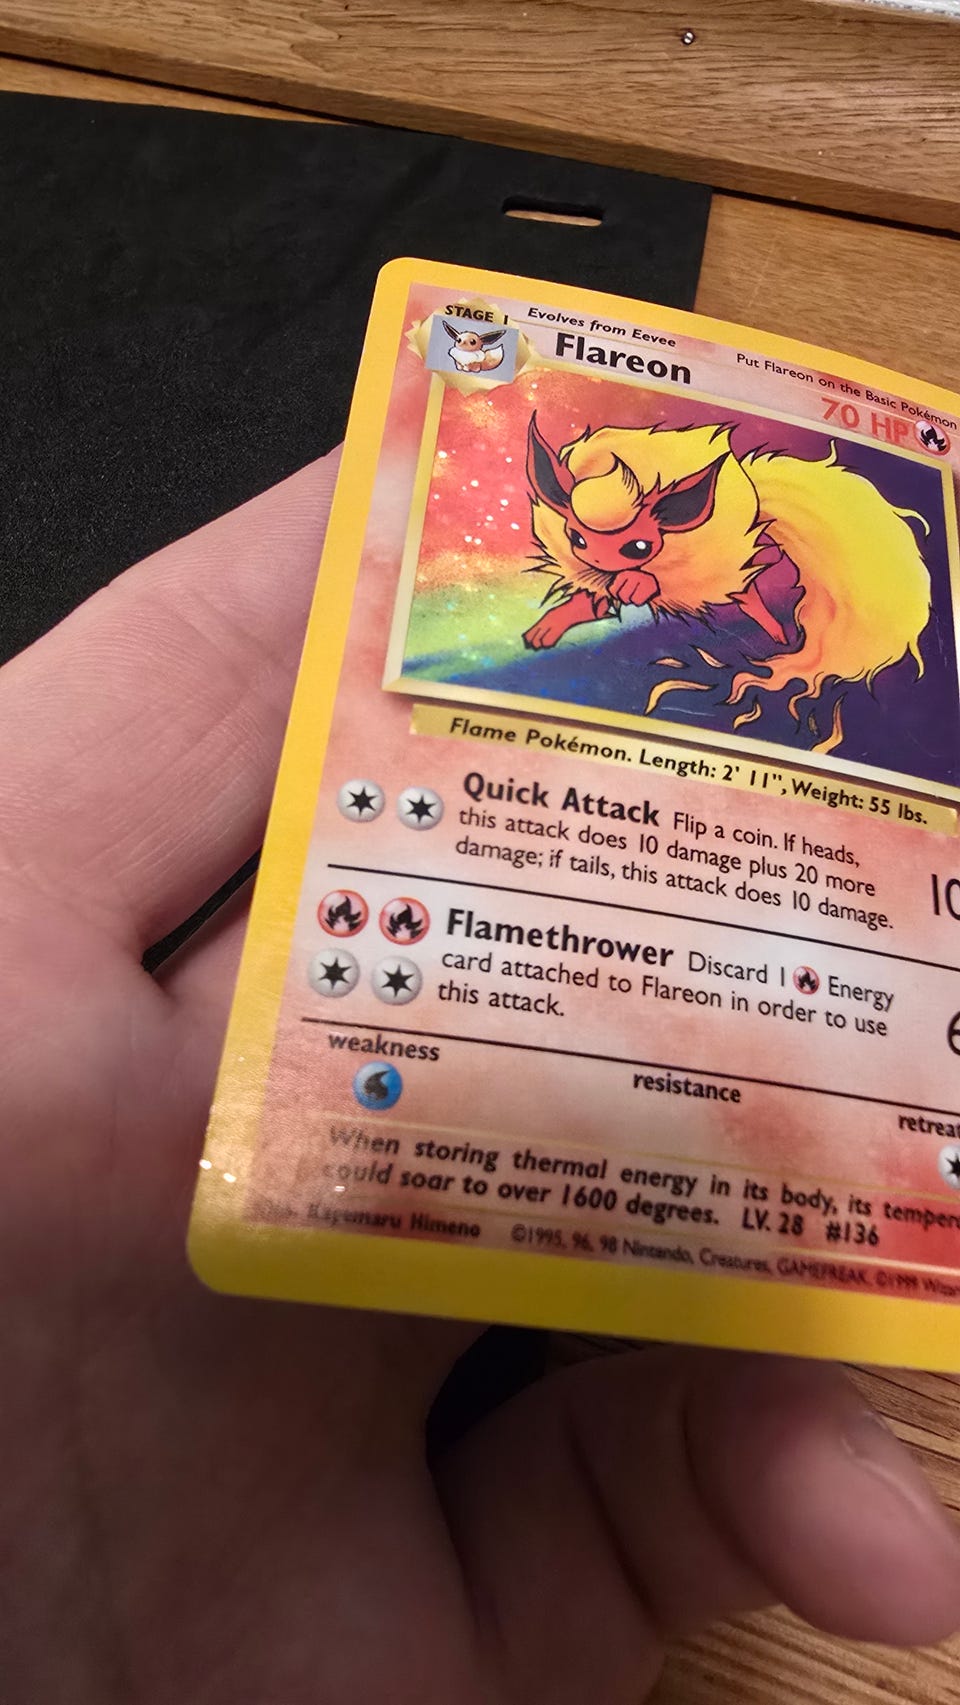 STAGE 1
Evolves from Eevee
Flareon
Put Flareon on the Basic Pokémon
70 HP
Flame Pokémon. Length: 2' 11", Weight: 55 lbs.
Quick Attack Flip a coin. If heads,
this attack does 10 damage plus 20 more
damage; if tails, this attack does 10 damage.
10
Flamethrower Discard 1 Energy
card attached to Flareon in order to use
this attack.
weakness
resistance
retreat
When storing thermal energy in its body, its temper
could soar to over 1600 degrees. LV. 28 #136
Kagemaru Himeno ©1995, 96, 98 Nintendo, Creatures, GAMEFREAK. ©1999 Wizar